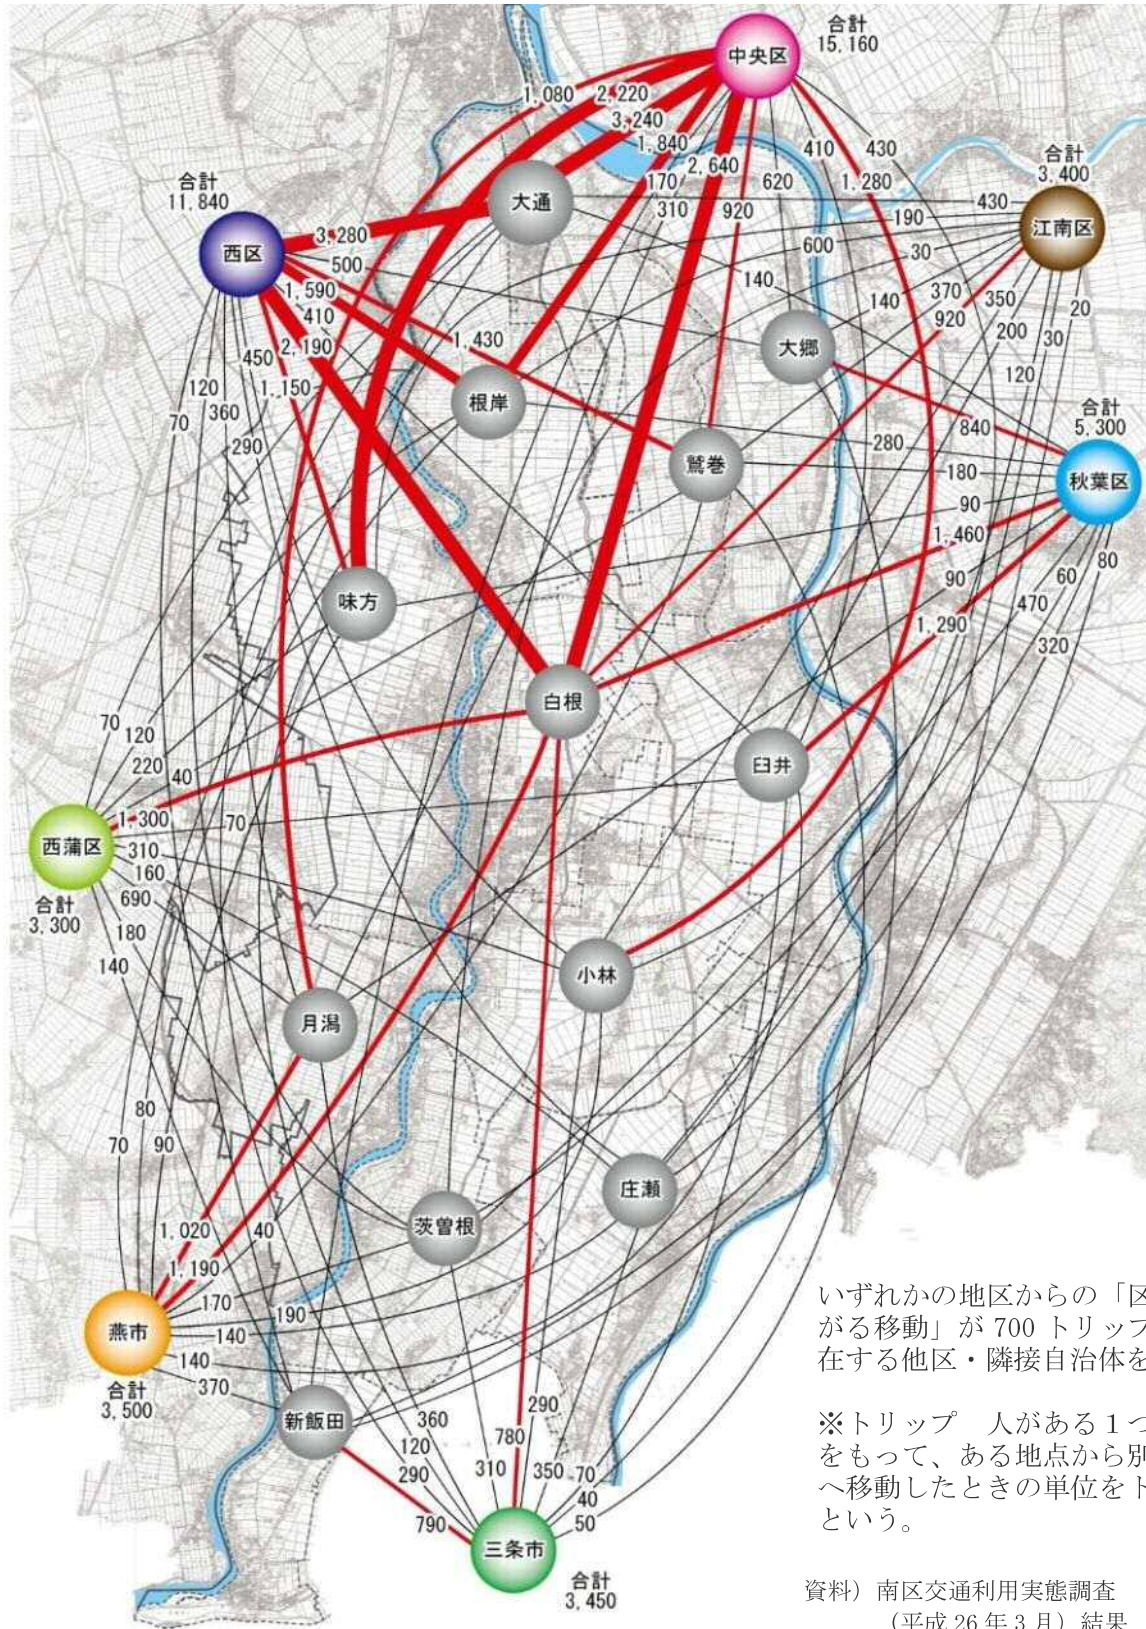 合計
15,160
中央区
1,080
2,220
3,240
1,840
2,640
170
310
920
620
410
430
1,280
合計
3,400
江南区
430
190
600
30
合計
11,840
西区
大通
3,280
500
1,590
410
450
2,190
1,150
1,430
140
140
370
920
350
200
120
30
20
大郷
120
70
360
290
根岸
鷲巻
合計
5,300
秋葉区
840
280
180
90
1,460
90
1,290
80
60
470
320
味方
白根
臼井
70
120
220
40
1,300
70
西蒲区
310
160
690
合計
3,300
180
140
小林
月潟
80
70
90
庄瀬
茨曽根
1,020
40
1,190
170
190
燕市
140
140
合計
3,500
370
新飯田
360
120
290
290
780
310
350
70
40
50
790
三条市
合計
3,450
いずれかの地区からの「区
がる移動」が 700 トリップ
在する他区・隣接自治体を
※トリップ 人がある1つ
をもって、ある地点から別
へ移動したときの単位をト
という。
資料）南区交通利用実態調査
（平成 26 年 3 月）結果